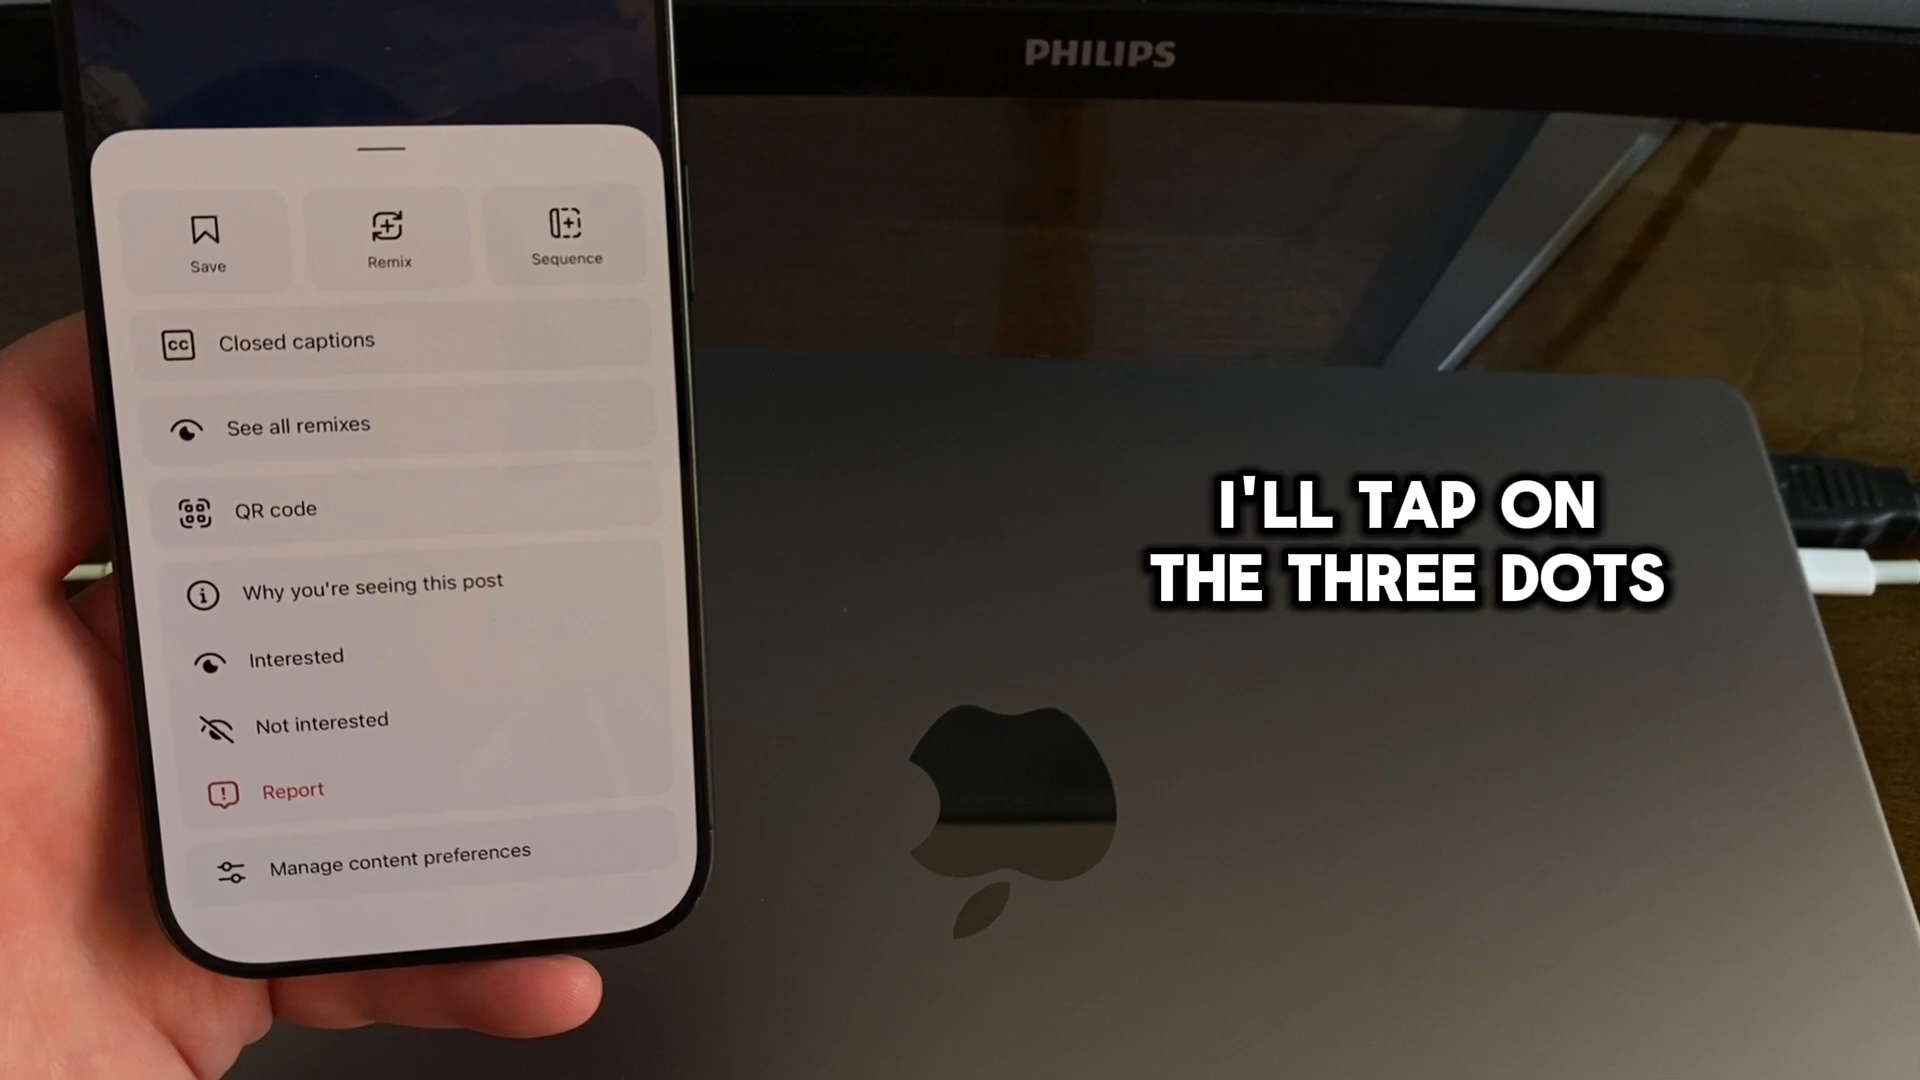 PHILIPS
Save
Remix
Sequence
CC
Closed captions
See all remixes
QR code
Why you're seeing this post
Interested
Not interested
Report
Manage content preferences
I'LL TAP ON
THE THREE DOTS